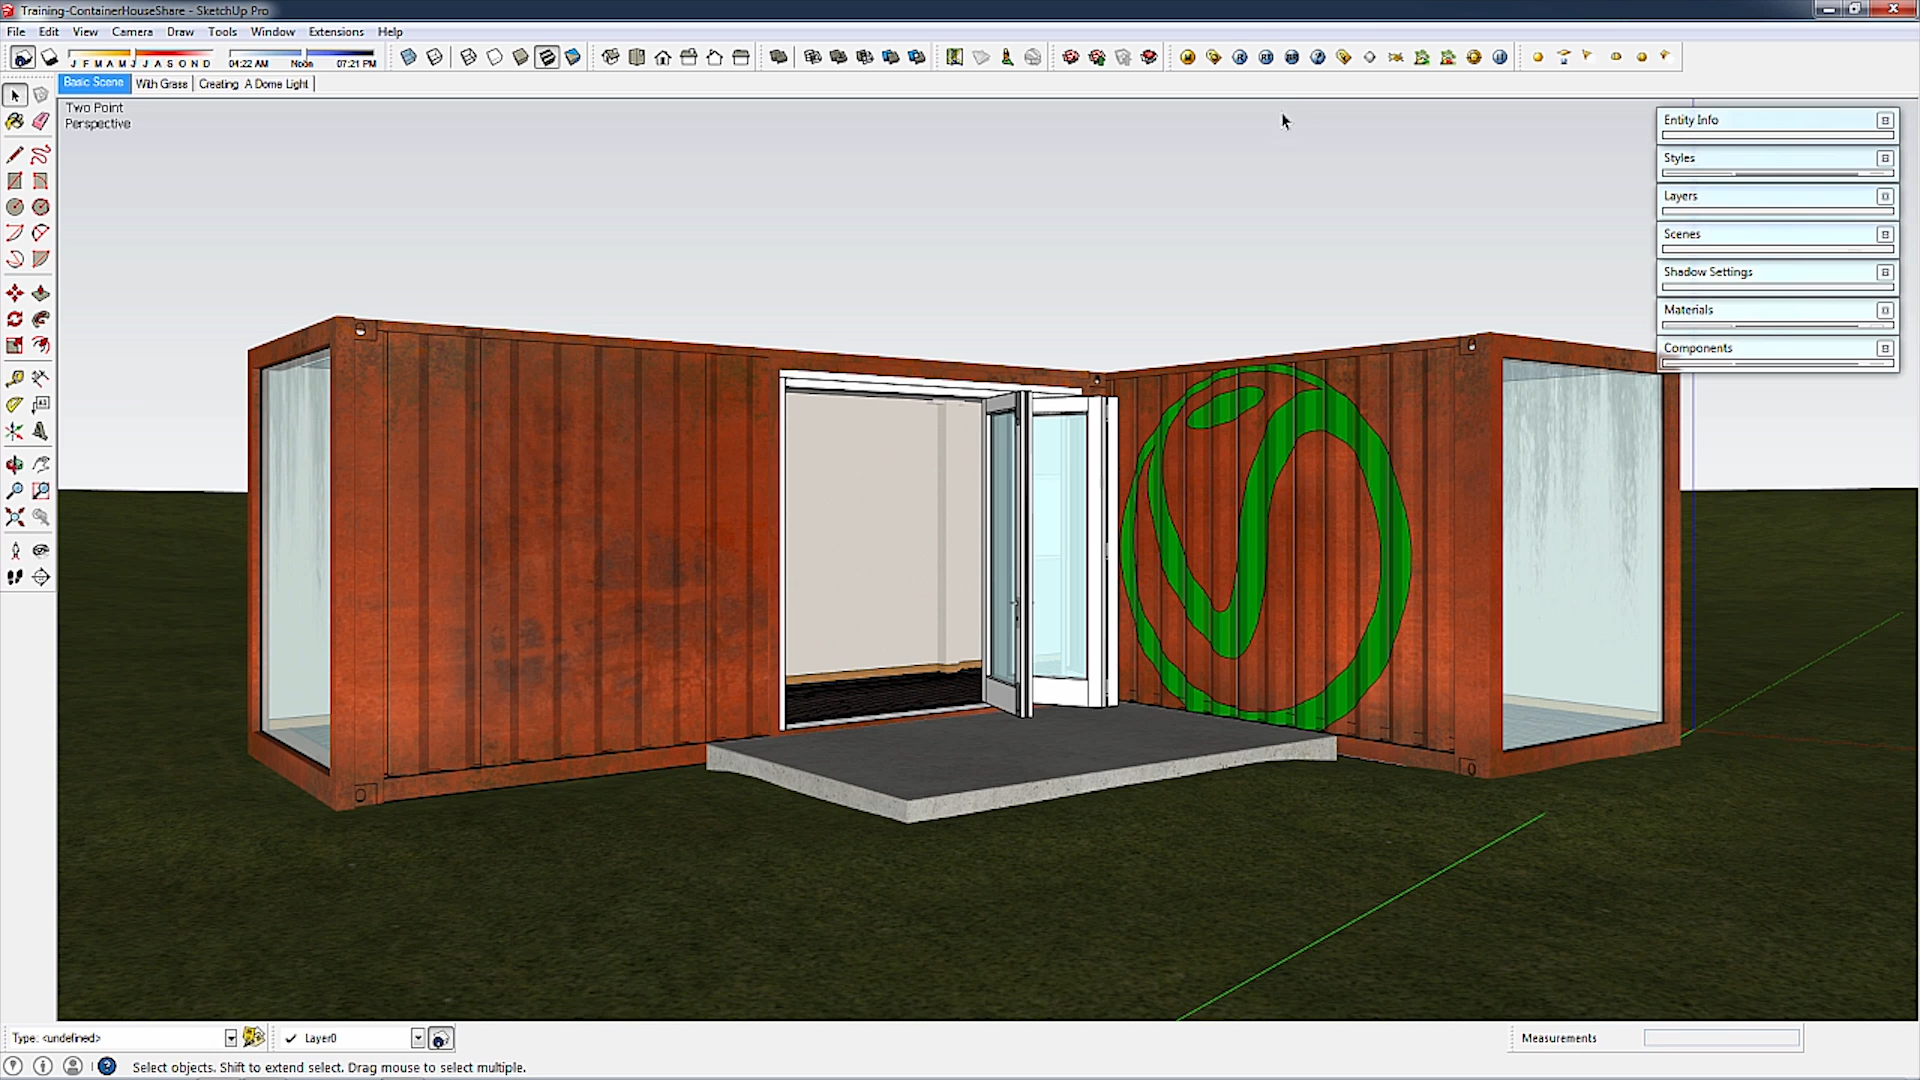 Training-ContainerHouseShare - SketchUp Pro
File Edit View Camera Draw Tools Window Extensions Help
J F M A M J J A S O N D 04:22 AM Noon 07:21 PM
Basic Scene With Grass Creating A Dome Light
Two Point
Perspective
Entity Info
Styles
Layers
Scenes
Shadow Settings
Materials
Components
Type: <undefined> Layer0 Measurements
Select objects. Shift to extend select. Drag mouse to select multiple.